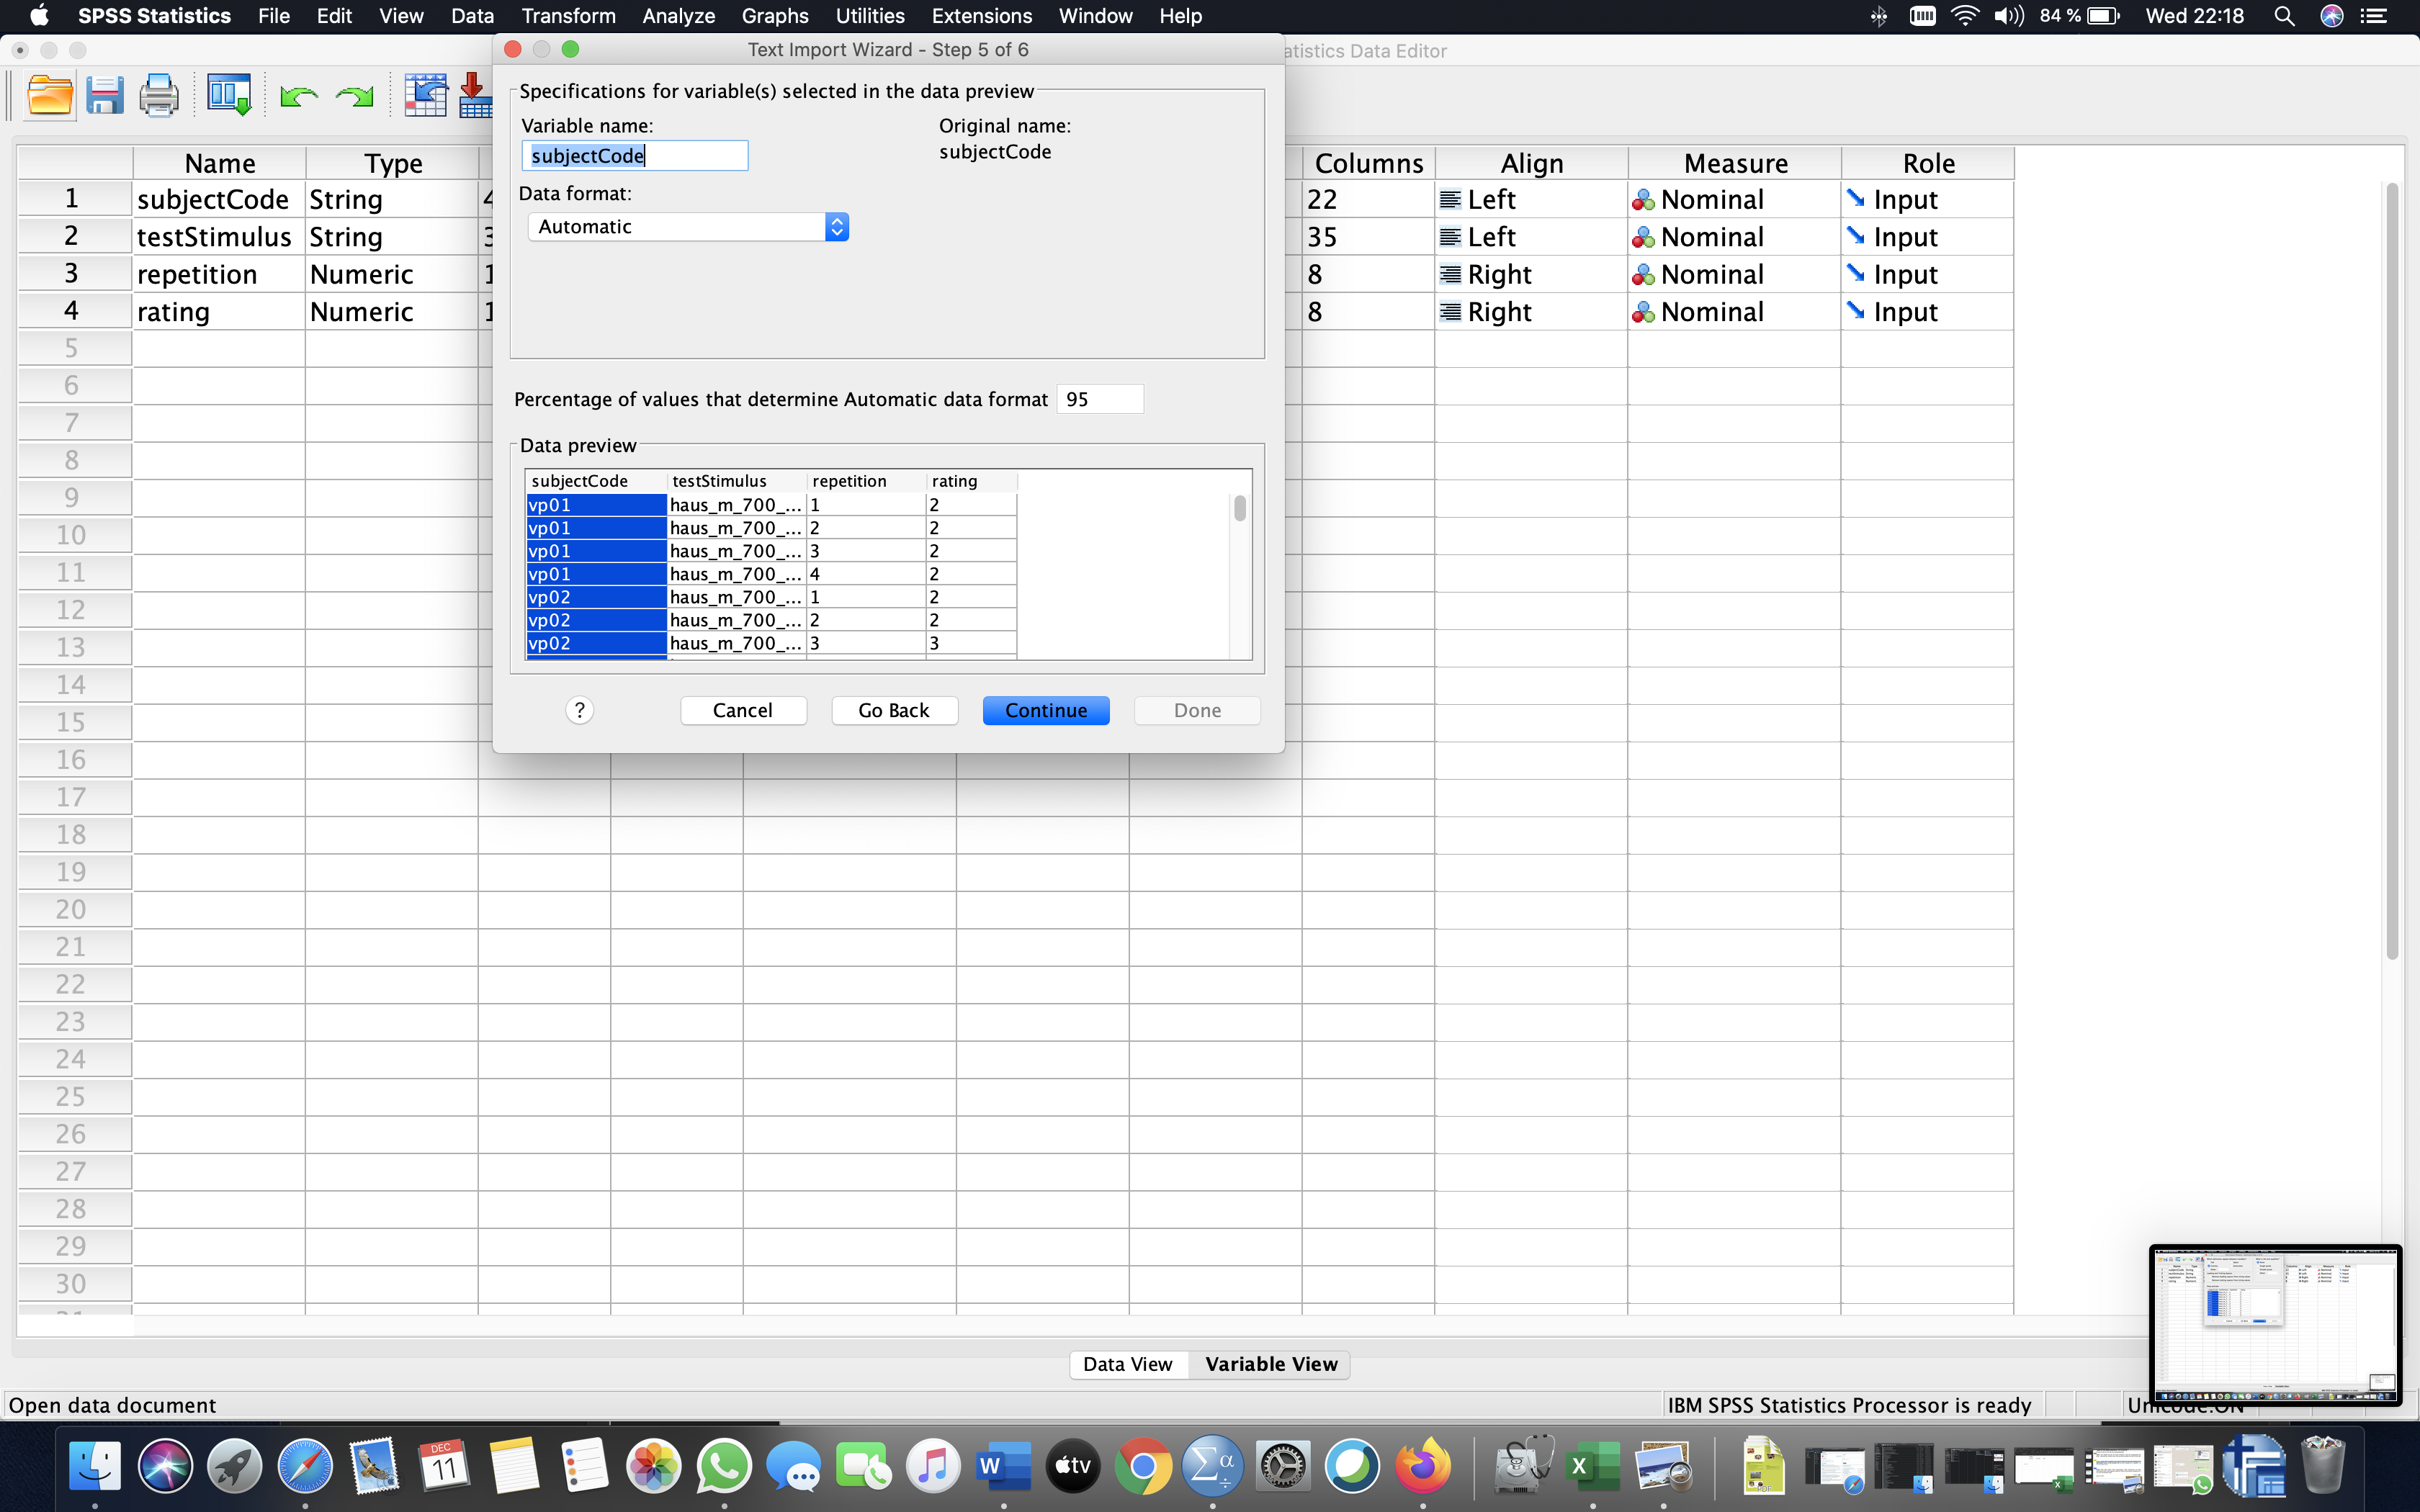 SPSS Statistics File Edit View Data Transform Analyze Graphs Utilities Extensions Window Help 84 % Wed 22:18
Text Import Wizard - Step 5 of 6
atistics Data Editor
Specifications for variable(s) selected in the data preview
Variable name: Original name:
subjectCode subjectCode
Data format:
Automatic
Percentage of values that determine Automatic data format 95
Data preview
subjectCode testStimulus repetition rating
vp01 haus_m_700_... 1 2
vp01 haus_m_700_... 2 2
vp01 haus_m_700_... 3 2
vp01 haus_m_700_... 4 2
vp02 haus_m_700_... 1 2
vp02 haus_m_700_... 2 2
vp02 haus_m_700_... 3 3
? Cancel Go Back Continue Done
Name Type Columns Align Measure Role
1 subjectCode String 4 22 Left Nominal Input
2 testStimulus String 3 35 Left Nominal Input
3 repetition Numeric 1 8 Right Nominal Input
4 rating Numeric 1 8 Right Nominal Input
5
6
7
8
9
10
11
12
13
14
15
16
17
18
19
20
21
22
23
24
25
26
27
28
29
30
Data View Variable View
Open data document IBM SPSS Statistics Processor is ready Unicode:ON
DEC
11
W
tv
Σα
X
PDF